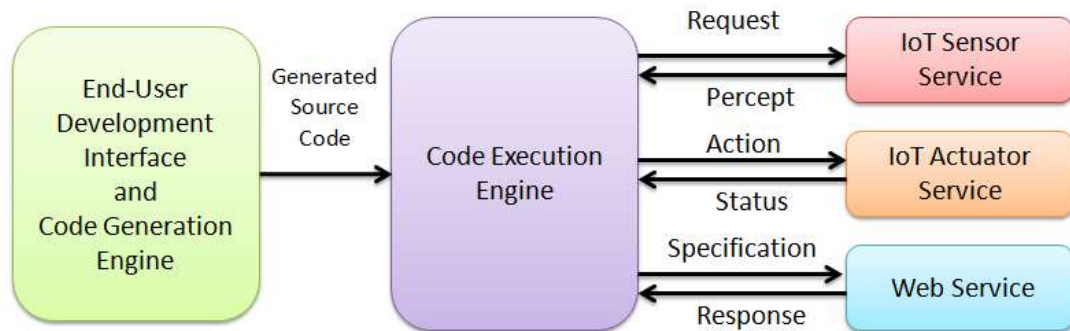 End-User
Development
Interface
and
Code Generation
Engine
Generated
Source
Code
Code Execution
Engine
Request
Percept
IoT Sensor
Service
Action
Status
IoT Actuator
Service
Specification
Response
Web Service